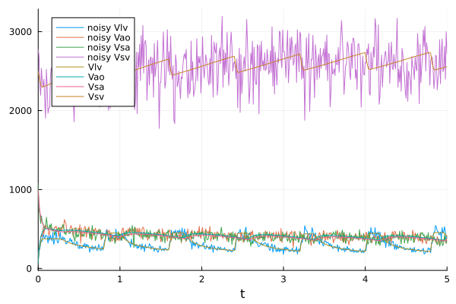 3000
2000
1000
0
noisy Vlv
noisy Vao
noisy Vsa
noisy Vsv
Vlv
Vao
Vsa
Vsv
0 1 2 3 4 5
t